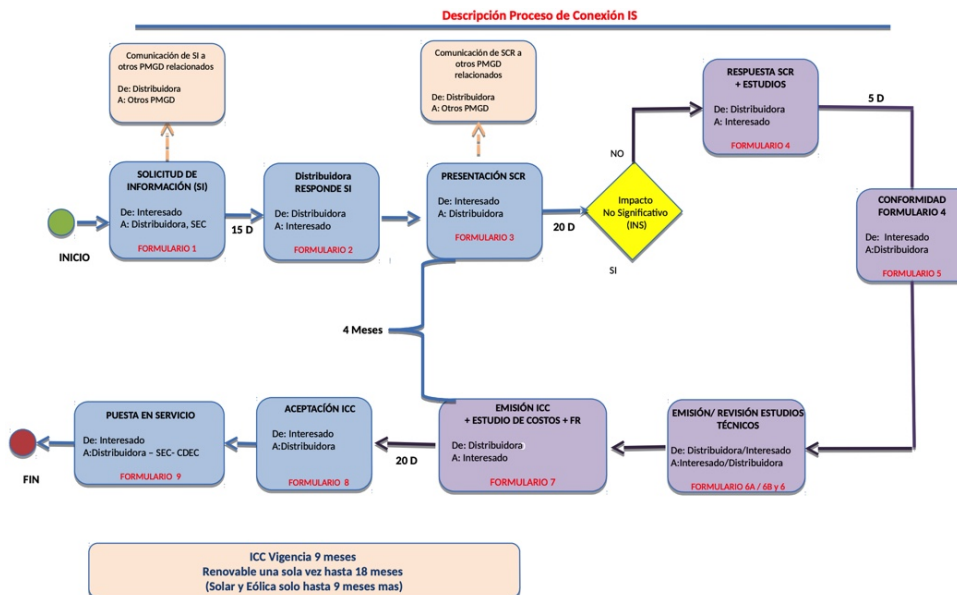 Descripción Proceso de Conexión IS
Comunicación de SI a
otros PMGD relacionados
De: Distribuidora
A: Otros PMGD
Comunicación de SCR a
otros PMGD
relacionados
De: Distribuidora
A: Otros PMGD
RESPUESTA SCR
+ ESTUDIOS
De: Distribuidora
A: Interesado
FORMULARIO 4
5 D
NO
SOLICITUD DE
INFORMACIÓN (SI)
De: Interesado
A: Distribuidora, SEC
FORMULARIO 1
INICIO
15 D
Distribuidora
RESPONDE SI
De: Distribuidora
A: Interesado
FORMULARIO 2
PRESENTACIÓN SCR
De: Interesado
A: Distribuidora
FORMULARIO 3
20 D
Impacto
No Significativo
(INS)
SI
CONFORMIDAD
FORMULARIO 4
De: Interesado
A:Distribuidora
FORMULARIO 5
4 Meses
PUESTA EN SERVICIO
De: Interesado
A:Distribuidora – SEC- CDEC
FORMULARIO 9
FIN
ACEPTACÍÓN ICC
De: Interesado
A:Distribuidora
FORMULARIO 8
20 D
EMISIÓN ICC
+ ESTUDIO DE COSTOS + FR
De: Distribuidora
A: Interesado
FORMULARIO 7
EMISIÓN/ REVISIÓN ESTUDIOS
TÉCNICOS
De: Distribuidora/Interesado
A:Interesado/Distribuidora
FORMULARIO 6A / 6B y 6
ICC Vigencia 9 meses
Renovable una sola vez hasta 18 meses
(Solar y Eólica solo hasta 9 meses mas)